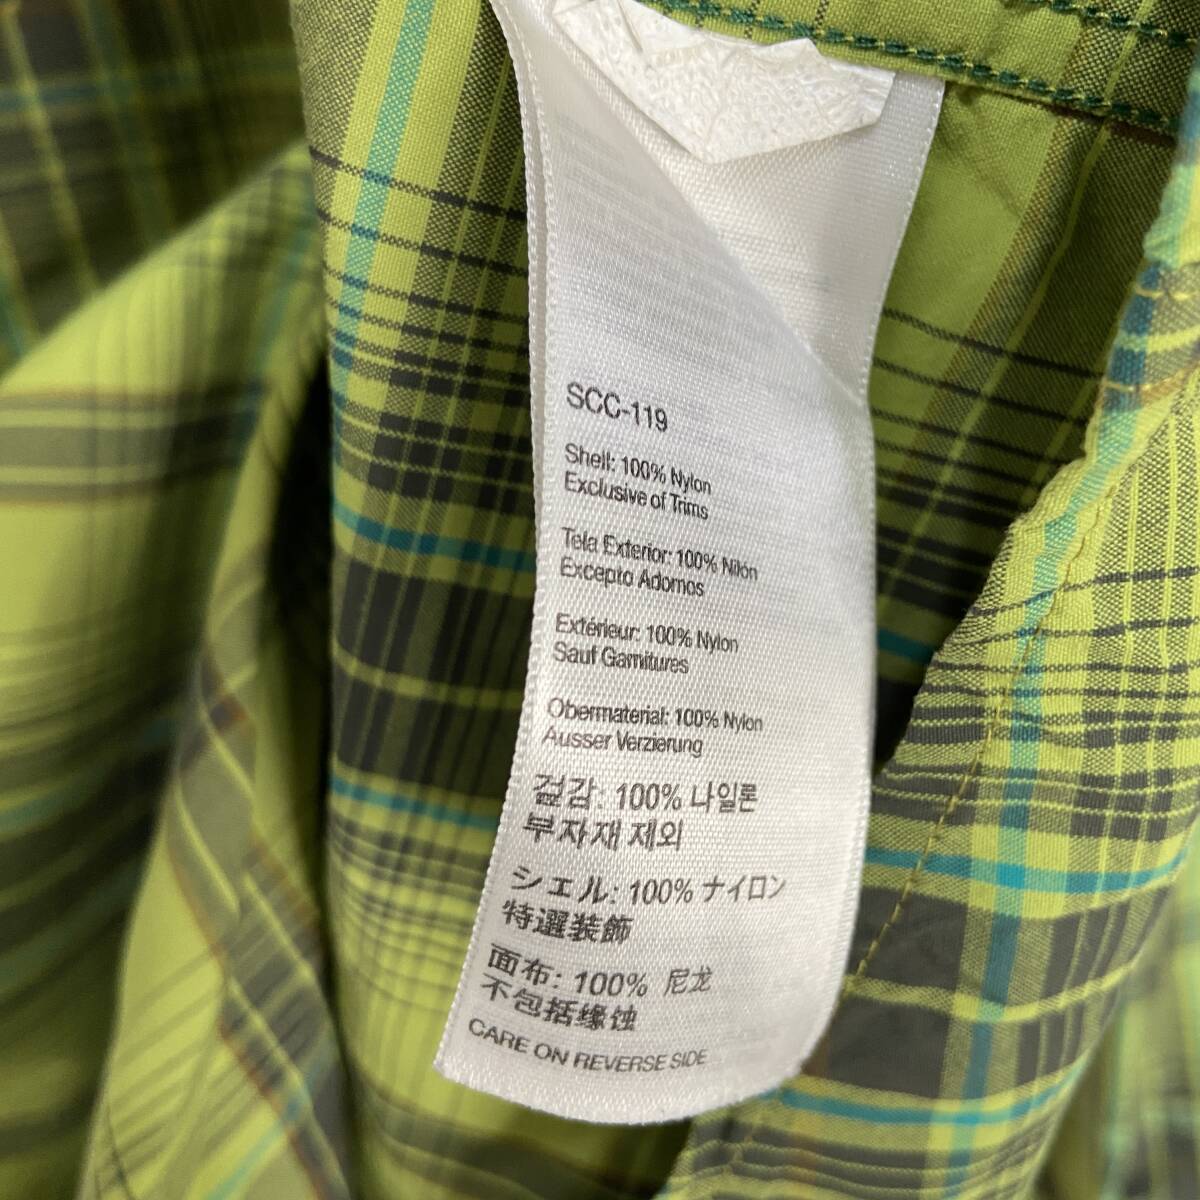 SCC-119
Shell: 100% Nylon
Exclusive of Trims
Tela Exterior: 100% Nilón
Excepto Adornos
Extérieur: 100% Nylon
Sauf Garnitures
Obermaterial: 100% Nylon
Ausser Verzierung
겉감: 100% 나일론
부자재 제외
シェル: 100% ナイロン
特選装飾
面布: 100% 尼龙
不包括缘蚀
CARE ON REVERSE SIDE